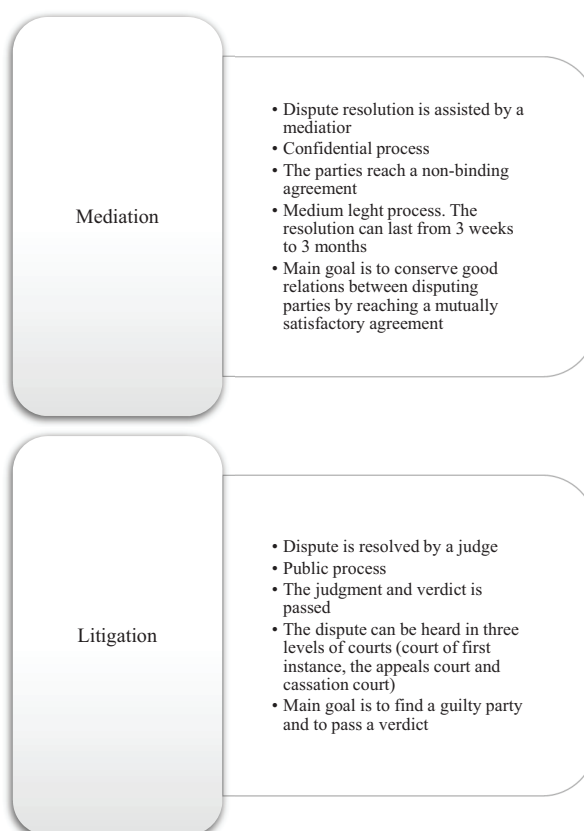 Mediation
• Dispute resolution is assisted by a
mediatior
• Confidential process
• The parties reach a non-binding
agreement
• Medium leght process. The
resolution can last from 3 weeks
to 3 months
• Main goal is to conserve good
relations between disputing
parties by reaching a mutually
satisfactory agreement
Litigation
• Dispute is resolved by a judge
• Public process
• The judgment and verdict is
passed
• The dispute can be heard in three
levels of courts (court of first
instance, the appeals court and
cassation court)
• Main goal is to find a guilty party
and to pass a verdict